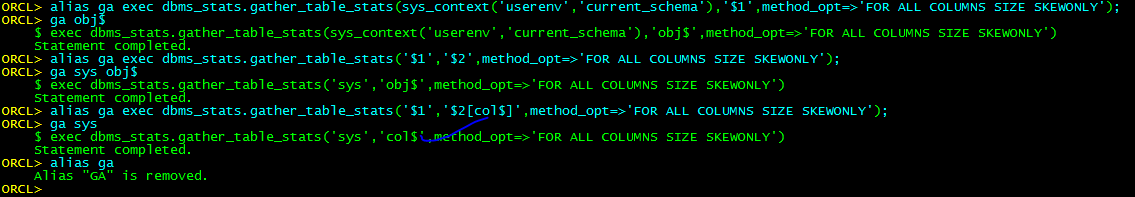 ORCL> alias ga exec dbms_stats.gather_table_stats(sys_context('userenv','current_schema'),'$1',method_opt=>'FOR ALL COLUMNS SIZE SKEWONLY');
ORCL> ga obj$
$ exec dbms_stats.gather_table_stats(sys_context('userenv','current_schema'),'obj$',method_opt=>'FOR ALL COLUMNS SIZE SKEWONLY')
Statement completed.
ORCL> alias ga exec dbms_stats.gather_table_stats('$1','$2',method_opt=>'FOR ALL COLUMNS SIZE SKEWONLY');
ORCL> ga sys obj$
$ exec dbms_stats.gather_table_stats('sys','obj$',method_opt=>'FOR ALL COLUMNS SIZE SKEWONLY')
Statement completed.
ORCL> alias ga exec dbms_stats.gather_table_stats('$1','$2[col$]',method_opt=>'FOR ALL COLUMNS SIZE SKEWONLY');
ORCL> ga sys
$ exec dbms_stats.gather_table_stats('sys','col$',method_opt=>'FOR ALL COLUMNS SIZE SKEWONLY')
Statement completed.
ORCL> alias ga
Alias "GA" is removed.
ORCL>